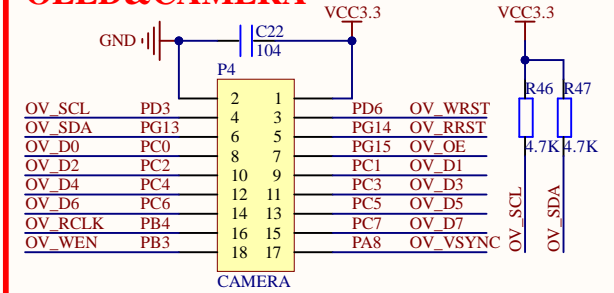 OLED&CAMERA
VCC3.3 VCC3.3
GND C22
104
P4
2 1
OV_SCL PD3 4 3 PD6 OV_WRST
OV_SDA PG13 6 5 PG14 OV_RRST
OV_D0 PC0 8 7 PG15 OV_OE
OV_D2 PC2 10 9 PC1 OV_D1
OV_D4 PC4 12 11 PC3 OV_D3
OV_D6 PC6 14 13 PC5 OV_D5
OV_RCLK PB4 16 15 PC7 OV_D7
OV_WEN PB3 18 17 PA8 OV_VSYNC
CAMERA
R46 R47
4.7K 4.7K
OV_SCL
OV_SDA